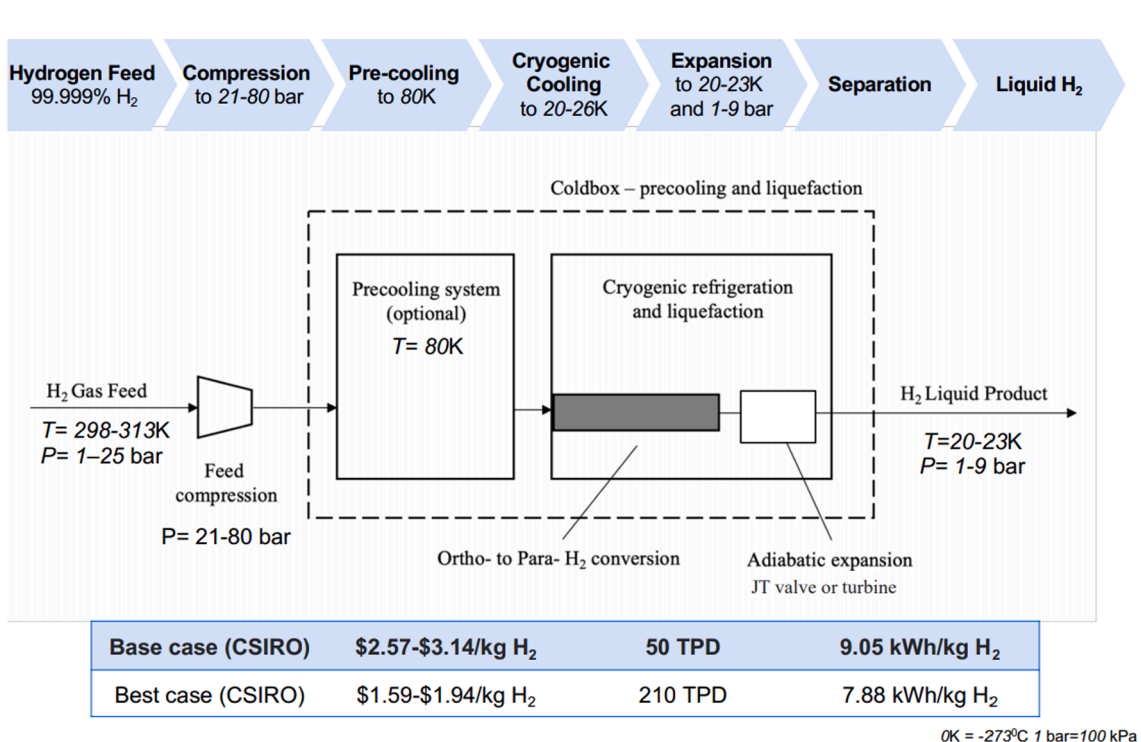 Hydrogen Feed
99.999% H₂
Compression
to 21-80 bar
Pre-cooling
to 80K
Cryogenic
Cooling
to 20-26K
Expansion
to 20-23K
and 1-9 bar
Separation
Liquid H₂
Coldbox – precooling and liquefaction
Precooling system
(optional)
T= 80K
Cryogenic refrigeration
and liquefaction
H₂ Gas Feed
T= 298-313K
P= 1–25 bar
Feed
compression
P= 21-80 bar
H₂ Liquid Product
T=20-23K
P= 1-9 bar
Ortho- to Para- H₂ conversion
Adiabatic expansion
JT valve or turbine
Base case (CSIRO) $2.57-$3.14/kg H₂ 50 TPD 9.05 kWh/kg H₂
Best case (CSIRO) $1.59-$1.94/kg H₂ 210 TPD 7.88 kWh/kg H₂
0K = -273⁰C 1 bar=100 kPa